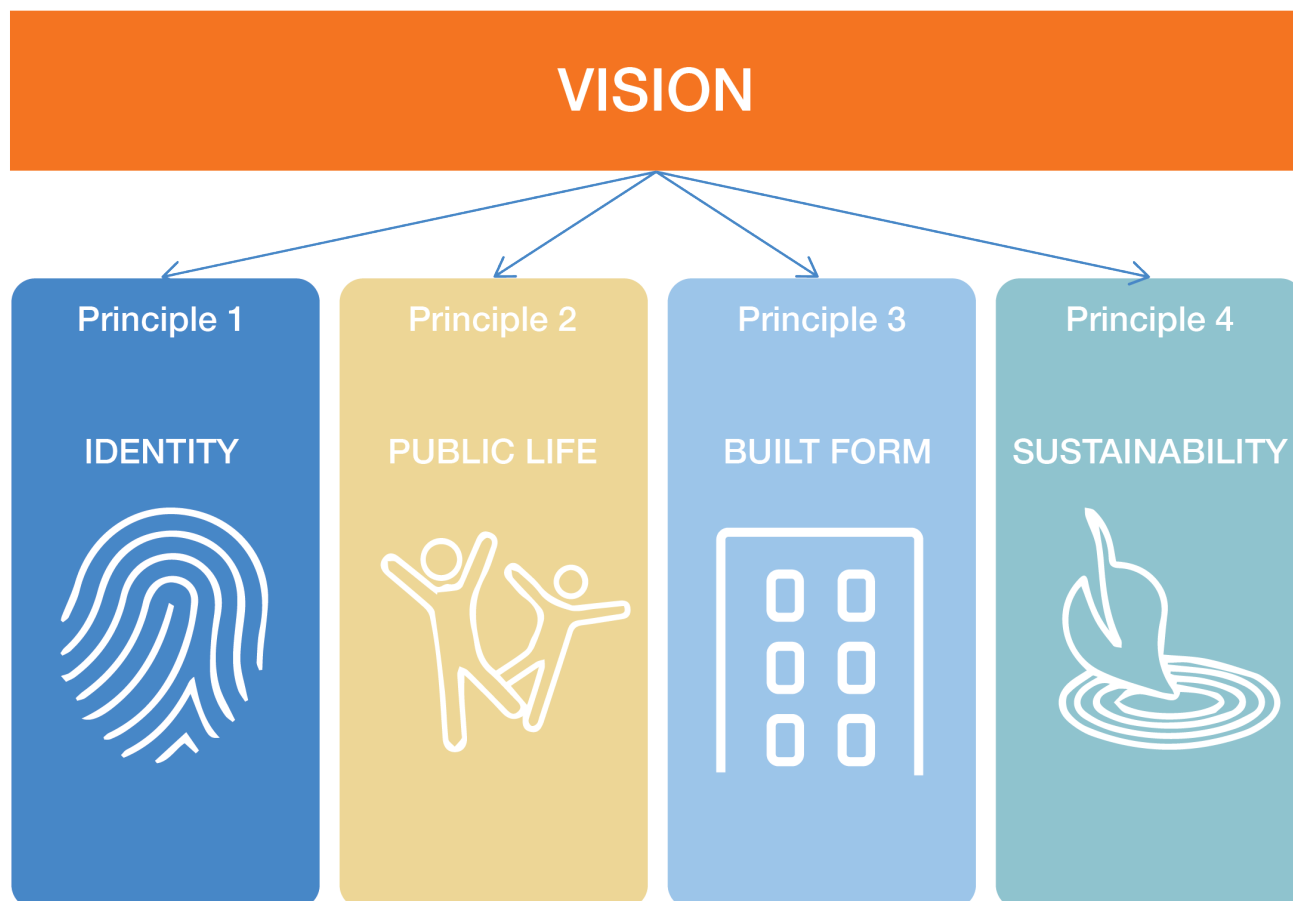 VISION
Principle 1
IDENTITY
Principle 2
PUBLIC LIFE
Principle 3
BUILT FORM
Principle 4
SUSTAINABILITY